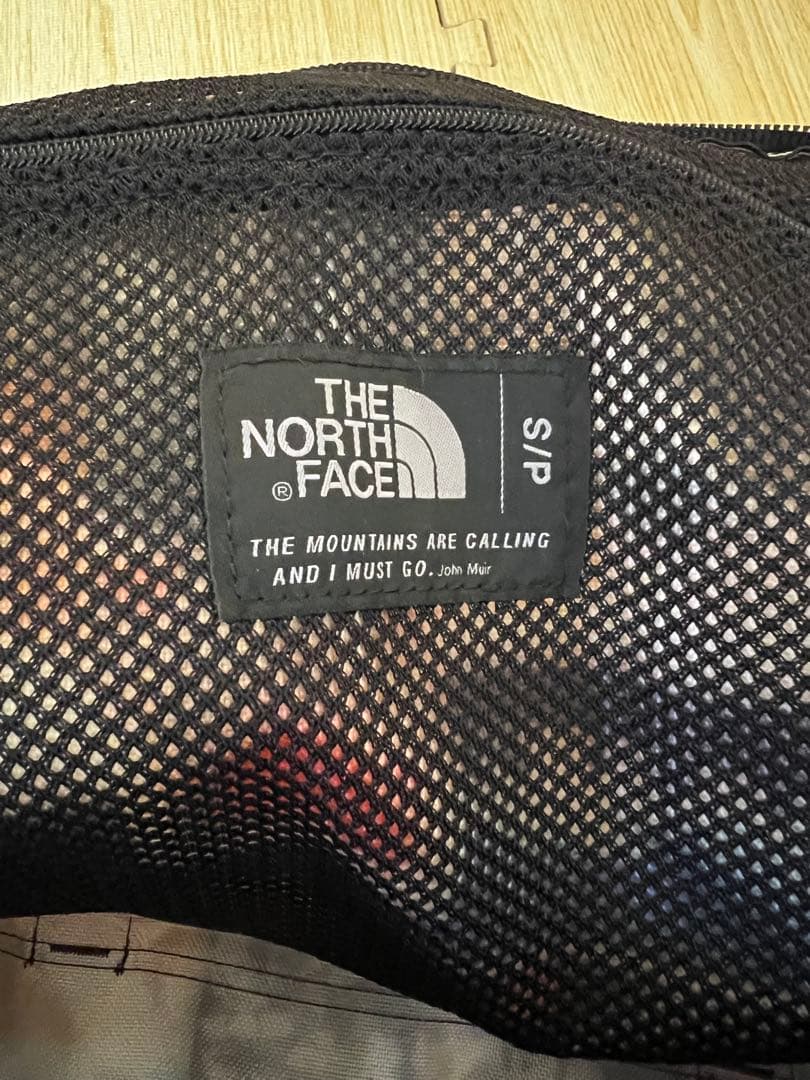 THE
NORTH
® FACE
S/P
THE MOUNTAINS ARE CALLING
AND I MUST GO. John Muir